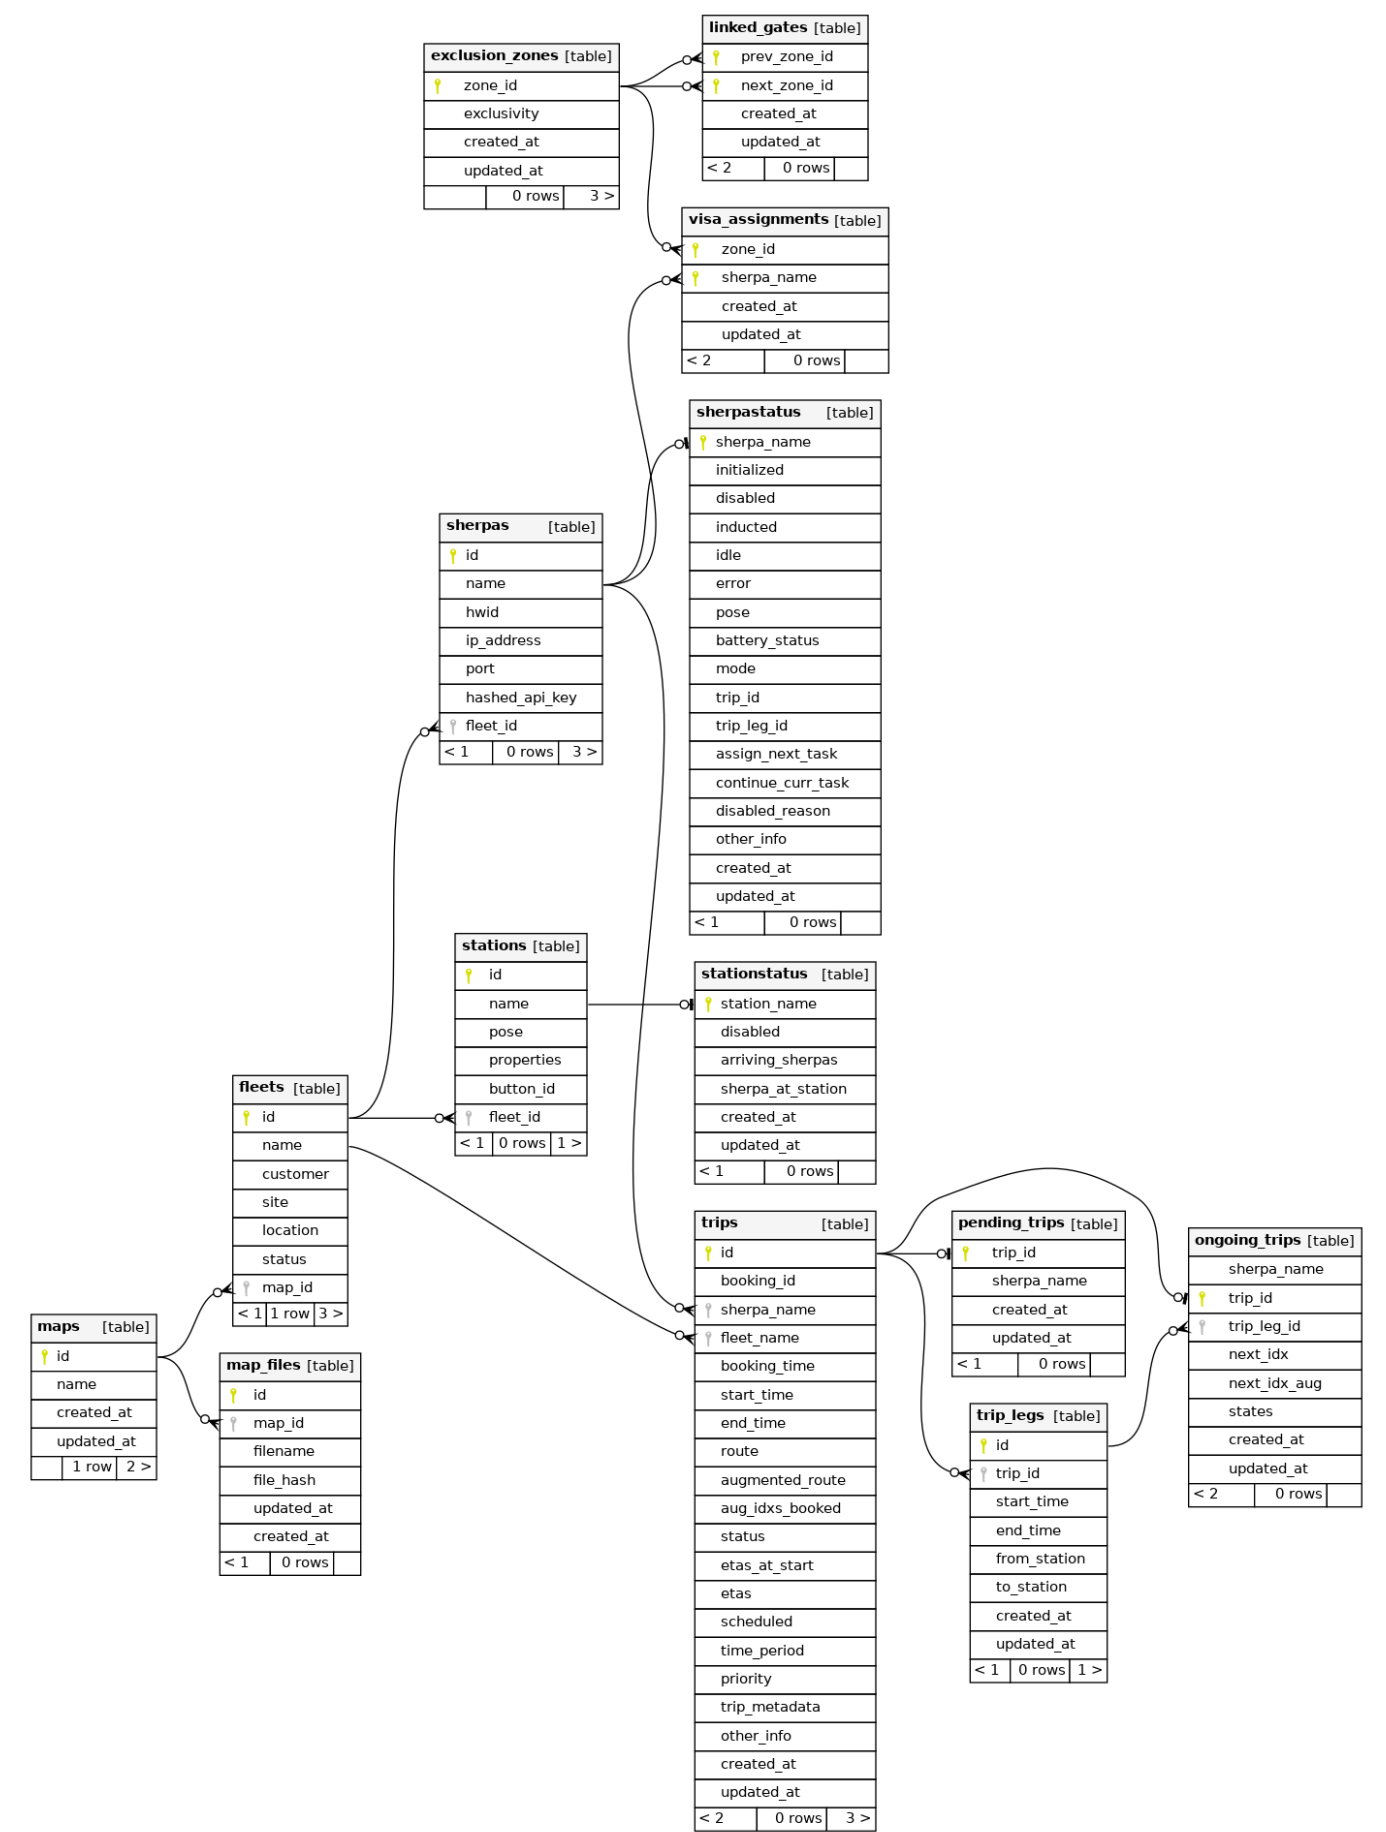 linked_gates [table]
prev_zone_id
next_zone_id
created_at
updated_at
< 2 0 rows
exclusion_zones [table]
zone_id
exclusivity
created_at
updated_at
0 rows 3 >
visa_assignments [table]
zone_id
sherpa_name
created_at
updated_at
< 2 0 rows
sherpastatus [table]
sherpa_name
initialized
disabled
inducted
idle
error
pose
battery_status
mode
trip_id
trip_leg_id
assign_next_task
continue_curr_task
disabled_reason
other_info
created_at
updated_at
< 1 0 rows
sherpas [table]
id
name
hwid
ip_address
port
hashed_api_key
fleet_id
< 1 0 rows 3 >
stations [table]
id
name
pose
properties
button_id
fleet_id
< 1 0 rows 1 >
stationstatus [table]
station_name
disabled
arriving_sherpas
sherpa_at_station
created_at
updated_at
< 1 0 rows
fleets [table]
id
name
customer
site
location
status
map_id
< 1 1 row 3 >
maps [table]
id
name
created_at
updated_at
1 row 2 >
map_files [table]
id
map_id
filename
file_hash
updated_at
created_at
< 1 0 rows
trips [table]
id
booking_id
sherpa_name
fleet_name
booking_time
start_time
end_time
route
augmented_route
aug_idxs_booked
status
etas_at_start
etas
scheduled
time_period
priority
trip_metadata
other_info
created_at
updated_at
< 2 0 rows 3 >
pending_trips [table]
trip_id
sherpa_name
created_at
updated_at
< 1 0 rows
trip_legs [table]
id
trip_id
start_time
end_time
from_station
to_station
created_at
updated_at
< 1 0 rows 1 >
ongoing_trips [table]
sherpa_name
trip_id
trip_leg_id
next_idx
next_idx_aug
states
created_at
updated_at
< 2 0 rows